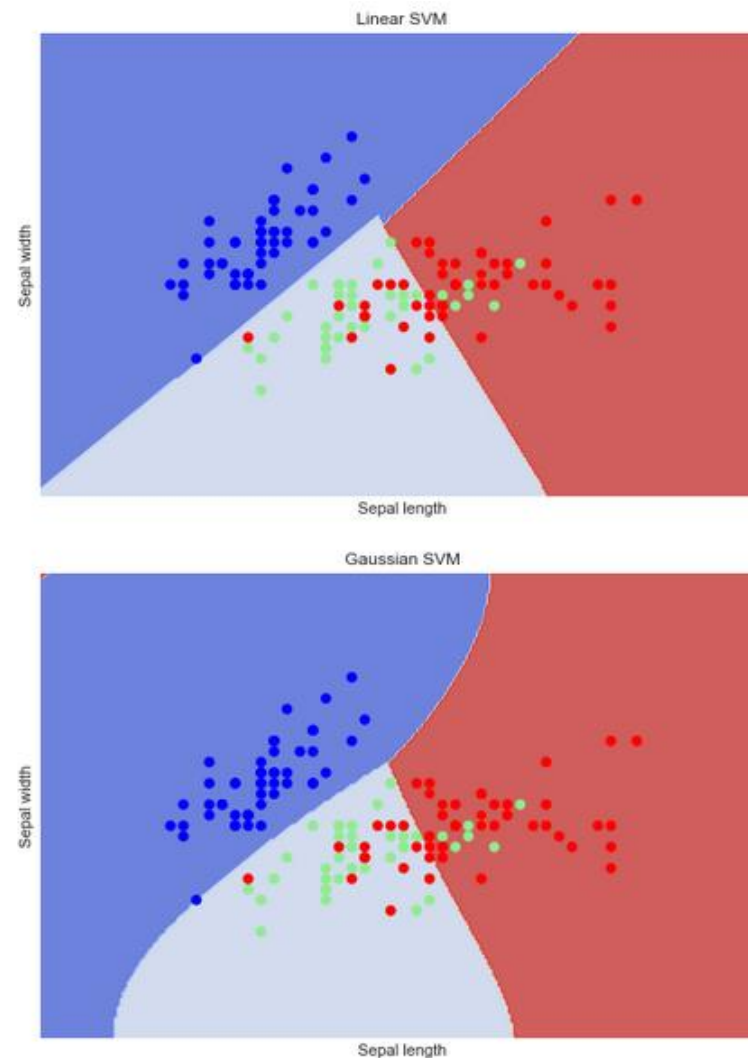 Linear SVM
Sepal width
Sepal length
Gaussian SVM
Sepal width
Sepal length